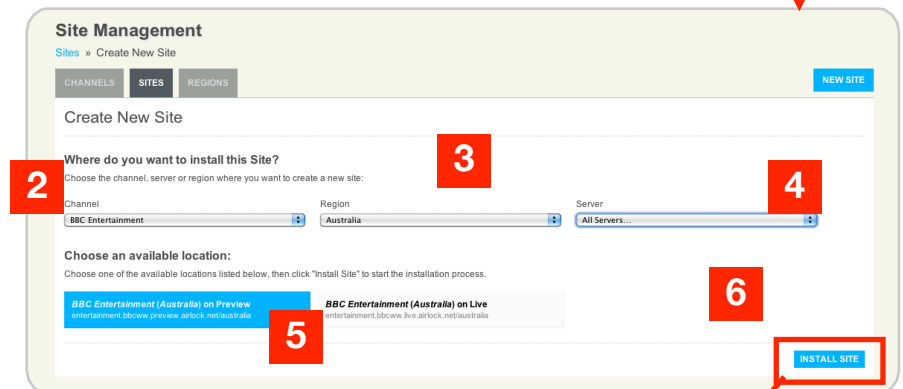 Site Management
Sites » Create New Site
CHANNELS SITES REGIONS NEW SITE
Create New Site
3
Where do you want to install this Site?
2 4
Choose the channel, server or region where you want to create a new site:
Channel Region Server
BBC Entertainment Australia All Servers...
Choose an available location:
Choose one of the available locations listed below, then click "Install Site" to start the installation process.
6
BBC Entertainment (Australia) on Preview BBC Entertainment (Australia) on Live
entertainment.bbcww.preview.airlock.net/australia entertainment.bbcww.live.airlock.net/australia
5
INSTALL SITE